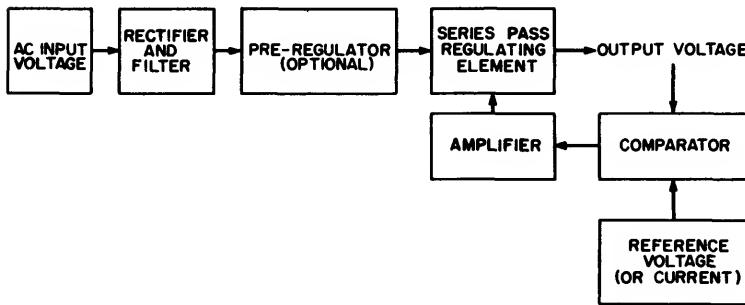 AC INPUT
VOLTAGE
RECTIFIER
AND
FILTER
PRE-REGULATOR
(OPTIONAL)
SERIES PASS
REGULATING
ELEMENT
OUTPUT VOLTAGE
AMPLIFIER
COMPARATOR
REFERENCE
VOLTAGE
(OR CURRENT)